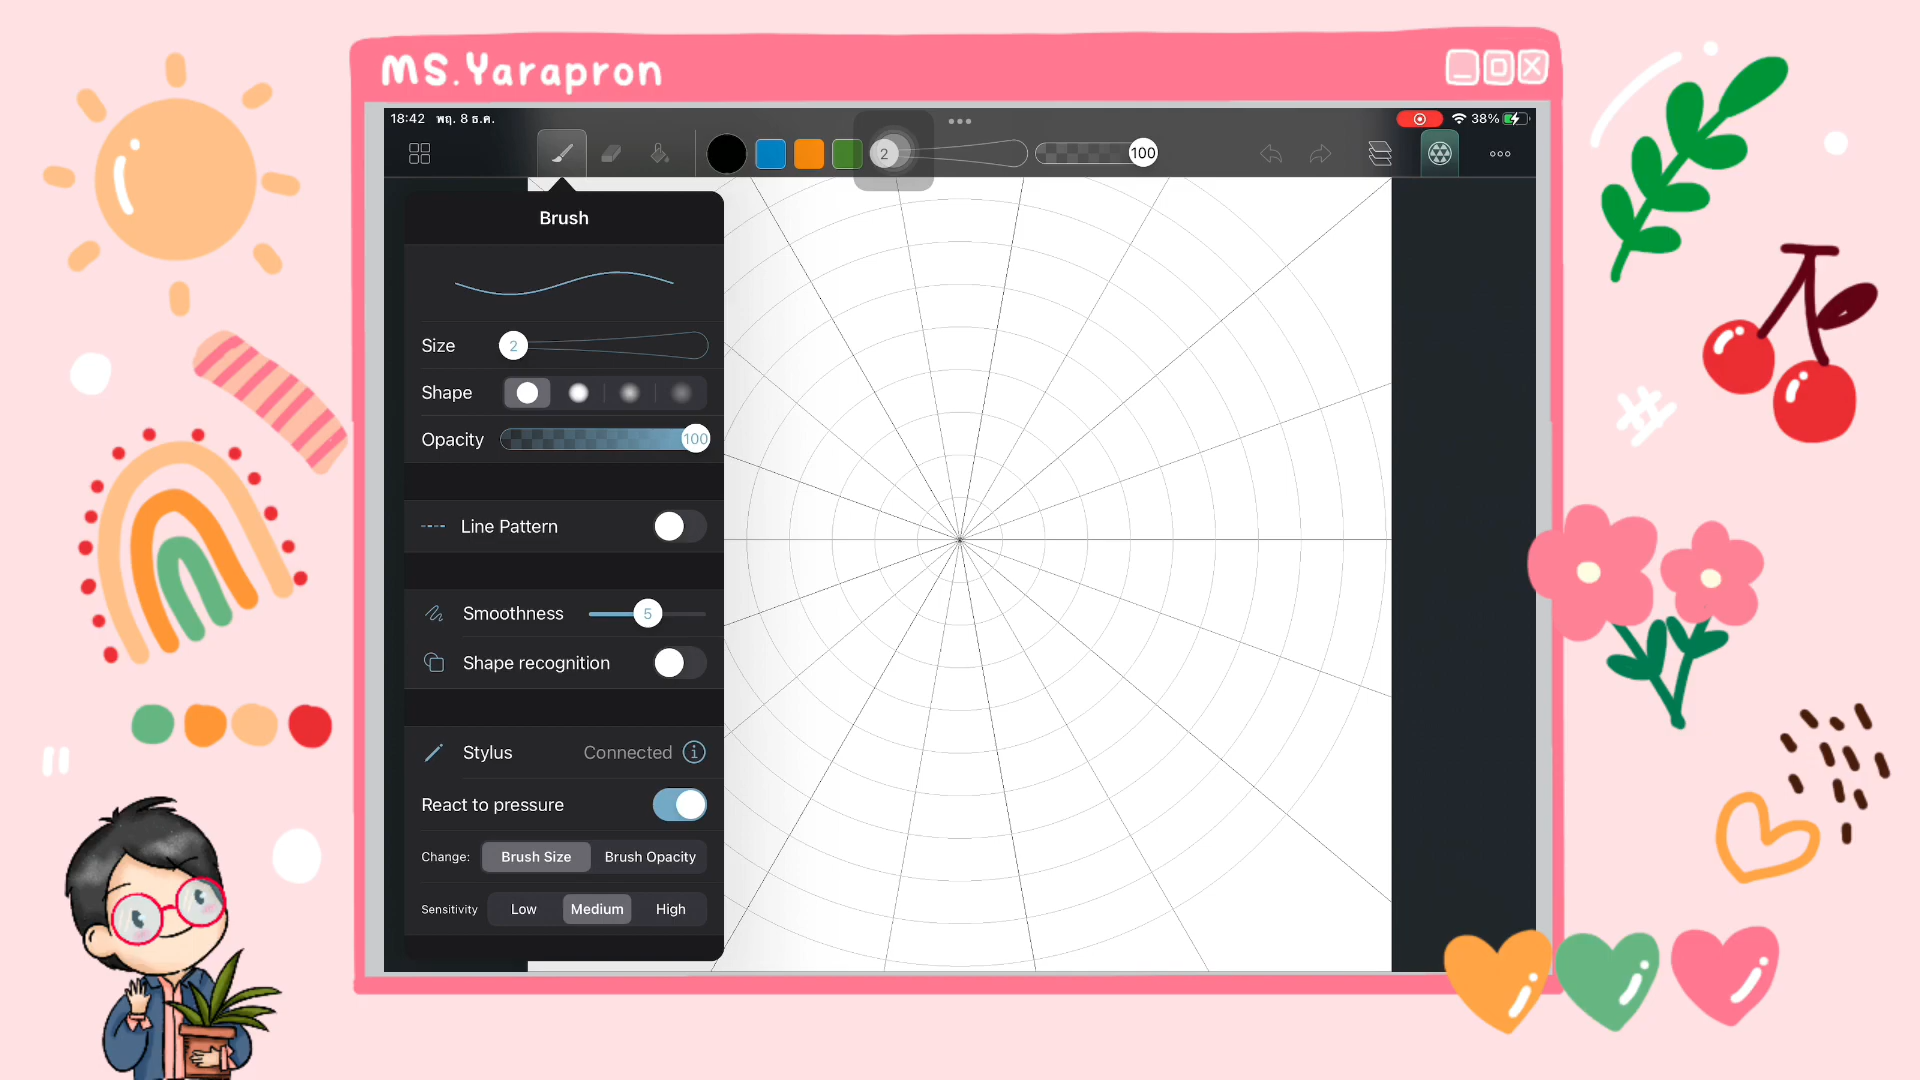 MS.Yarapron
18:42 พฤ. 8 ธ.ค.
38%
2
100
Brush
Size 2
Shape
Opacity 100
Line Pattern
Smoothness 5
Shape recognition
Stylus Connected
React to pressure
Change: Brush Size Brush Opacity
Sensitivity Low Medium High